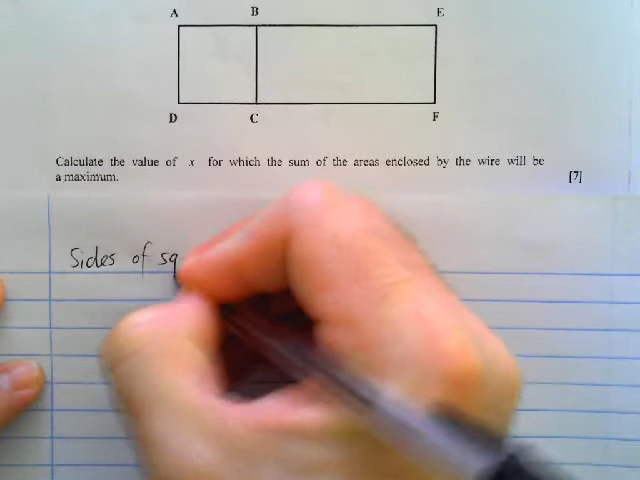 A B E
D C F
Calculate the value of x for which the sum of the areas enclosed by the wire will be
a maximum. [7]
Sides of sq